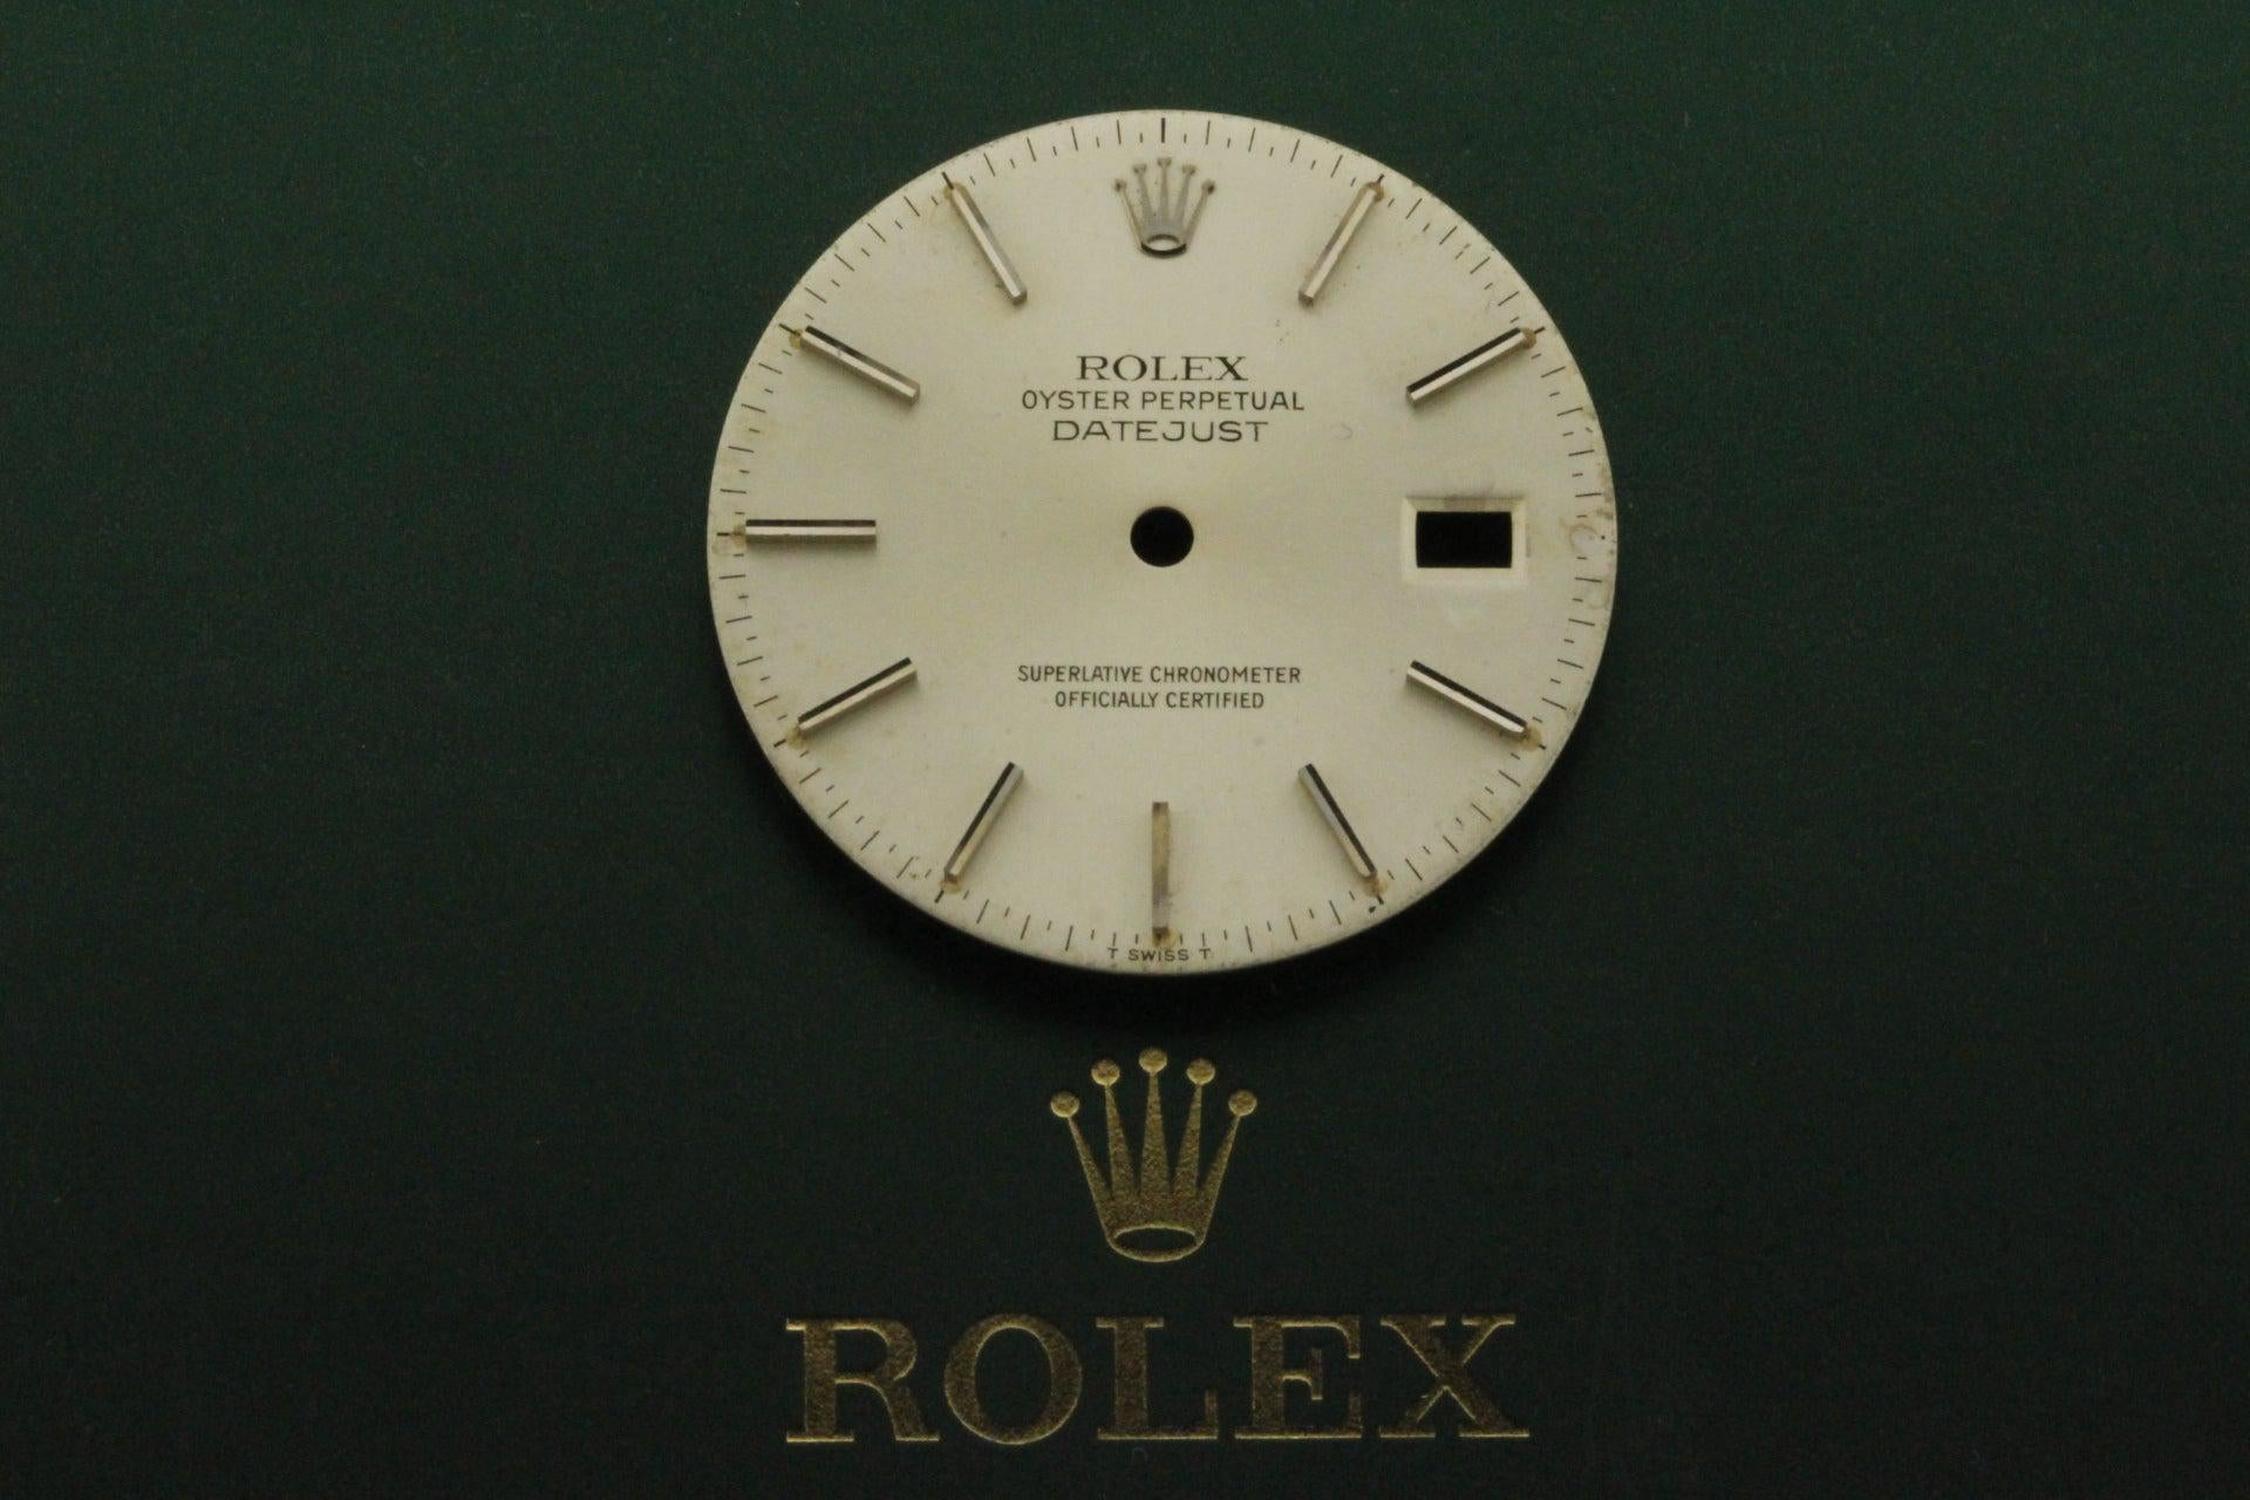 ROLEX
OYSTER PERPETUAL
DATEJUST
SUPERLATIVE CHRONOMETER
OFFICIALLY CERTIFIED
T SWISS T
ROLEX